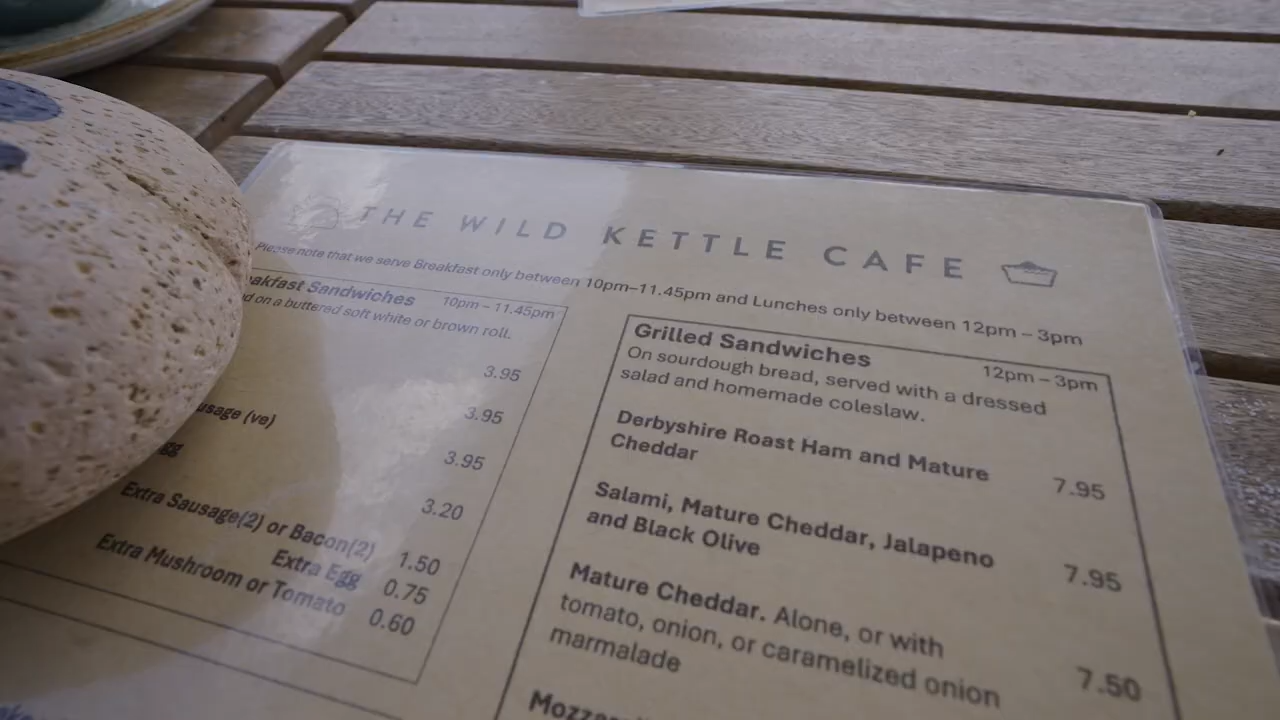 THE WILD KETTLE CAFE
Please note that we serve Breakfast only between 10pm–11.45pm and Lunches only between 12pm – 3pm
akfast Sandwiches 10pm – 11.45pm
d on a buttered soft white or brown roll.
3.95
usage (ve) 3.95
gg 3.95
3.20
Extra Sausage(2) or Bacon(2) 1.50
Extra Egg 0.75
Extra Mushroom or Tomato 0.60
Grilled Sandwiches 12pm – 3pm
On sourdough bread, served with a dressed
salad and homemade coleslaw.
Derbyshire Roast Ham and Mature
Cheddar 7.95
Salami, Mature Cheddar, Jalapeno
and Black Olive 7.95
Mature Cheddar. Alone, or with
tomato, onion, or caramelized onion
marmalade 7.50